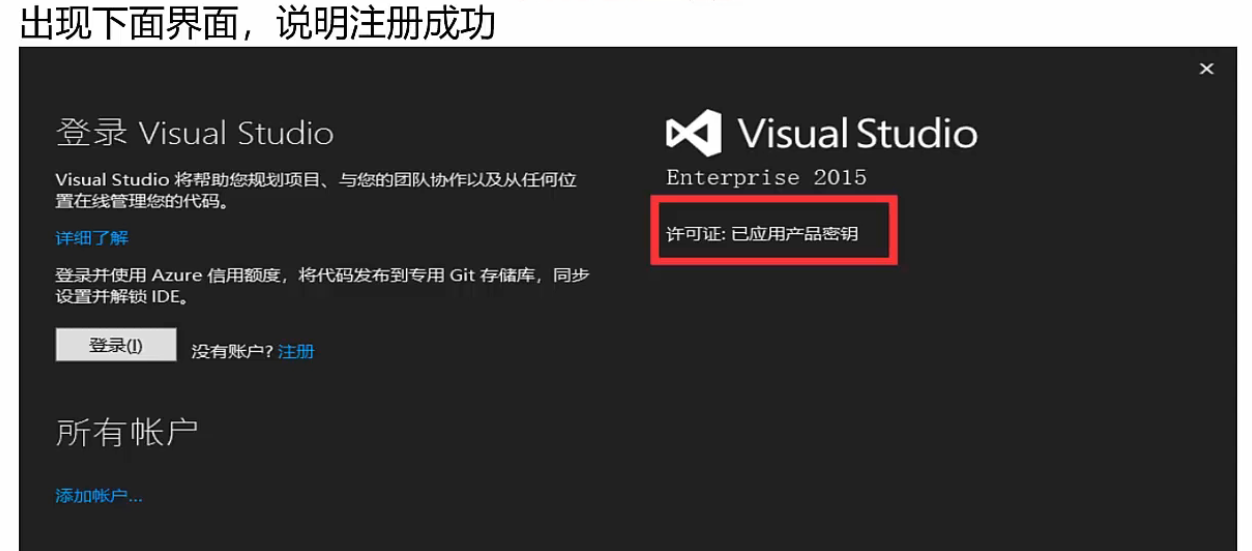 出现下面界面，说明注册成功
登录 Visual Studio
Visual Studio 将帮助您规划项目、与您的团队协作以及从任何位
置在线管理您的代码。
详细了解
登录并使用 Azure 信用额度，将代码发布到专用 Git 存储库，同步
设置并解锁 IDE。
登录(I)
没有账户? 注册
所有帐户
添加帐户...
Visual Studio
Enterprise 2015
许可证: 已应用产品密钥